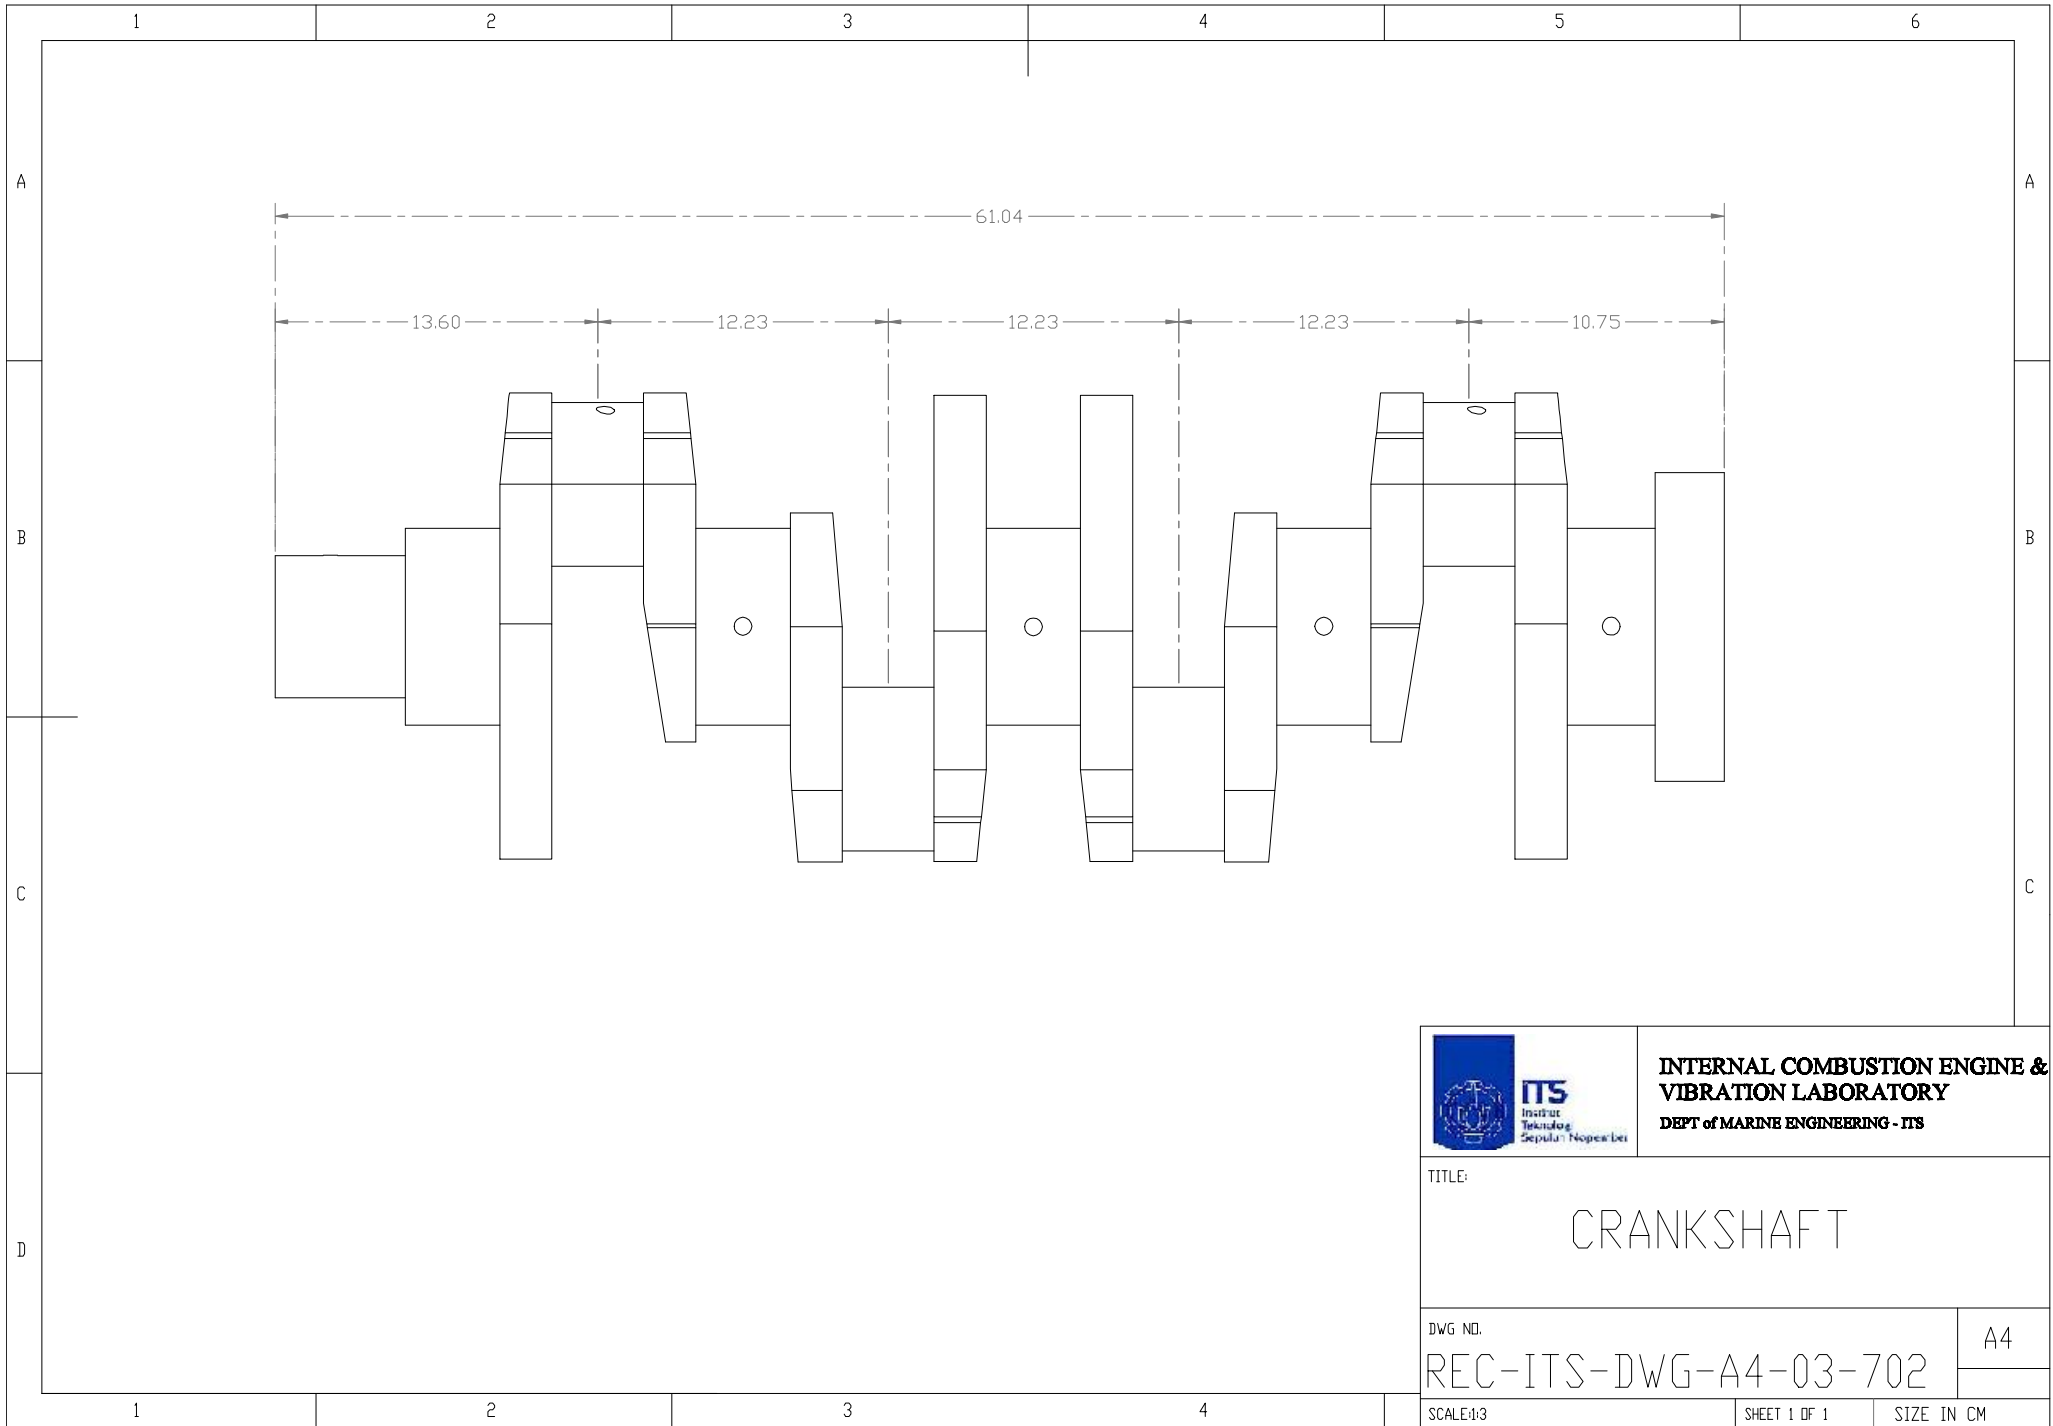 1 2 3 4 5 6
A A
61.04
13.60 12.23 12.23 12.23 10.75
B B
C C
D
ITS
Institut
Teknologi
Sepuluh Nopember
INTERNAL COMBUSTION ENGINE &
VIBRATION LABORATORY
DEPT of MARINE ENGINEERING - ITS
TITLE:
CRANKSHAFT
DWG NO.
A4
REC-ITS-DWG-A4-03-702
SCALE:1:3 SHEET 1 OF 1 SIZE IN CM
1 2 3 4